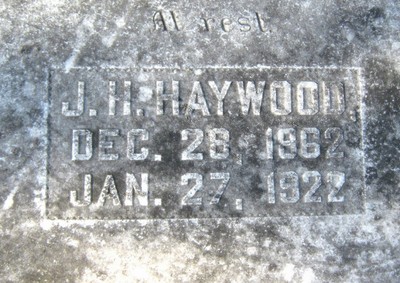 At rest
J. H. HAYWOOD
DEC. 28, 1862
JAN. 27, 1922